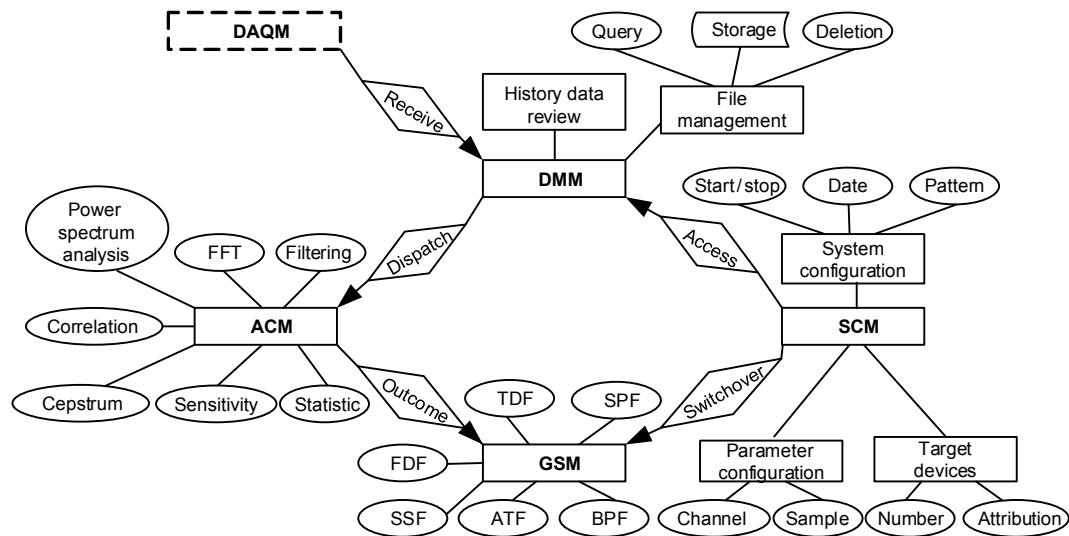 DAQM
Query
Storage
Deletion
Receive
History data
review
File
management
DMM
Start/stop
Date
Pattern
Power
spectrum
analysis
FFT
Filtering
Dispatch
Access
System
configuration
Correlation
ACM
SCM
Cepstrum
Sensitivity
Statistic
Outcome
TDF
SPF
Switchover
FDF
GSM
Parameter
configuration
Target
devices
SSF
ATF
BPF
Channel
Sample
Number
Attribution